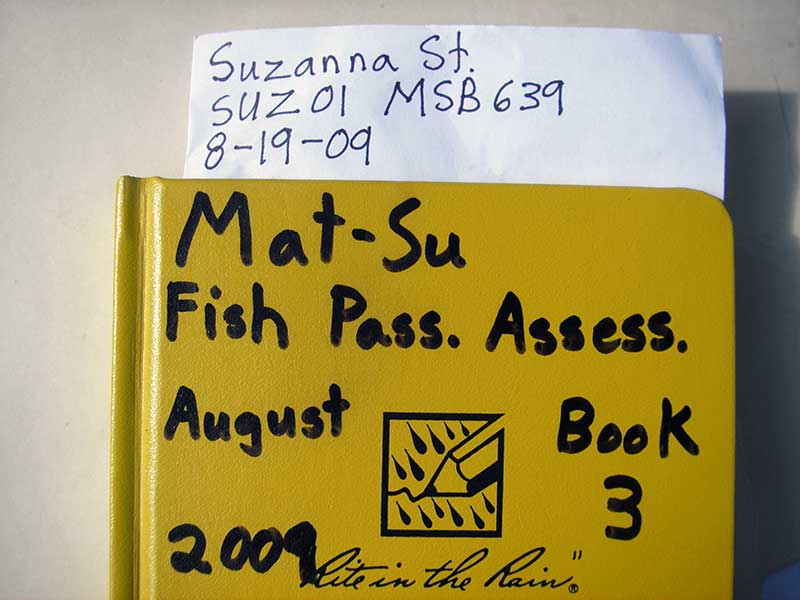 Suzanna St.
SUZ01 MSB639
8-19-09
Mat-Su
Fish Pass. Assess.
August Book
3
2009
Rite in the Rain"®